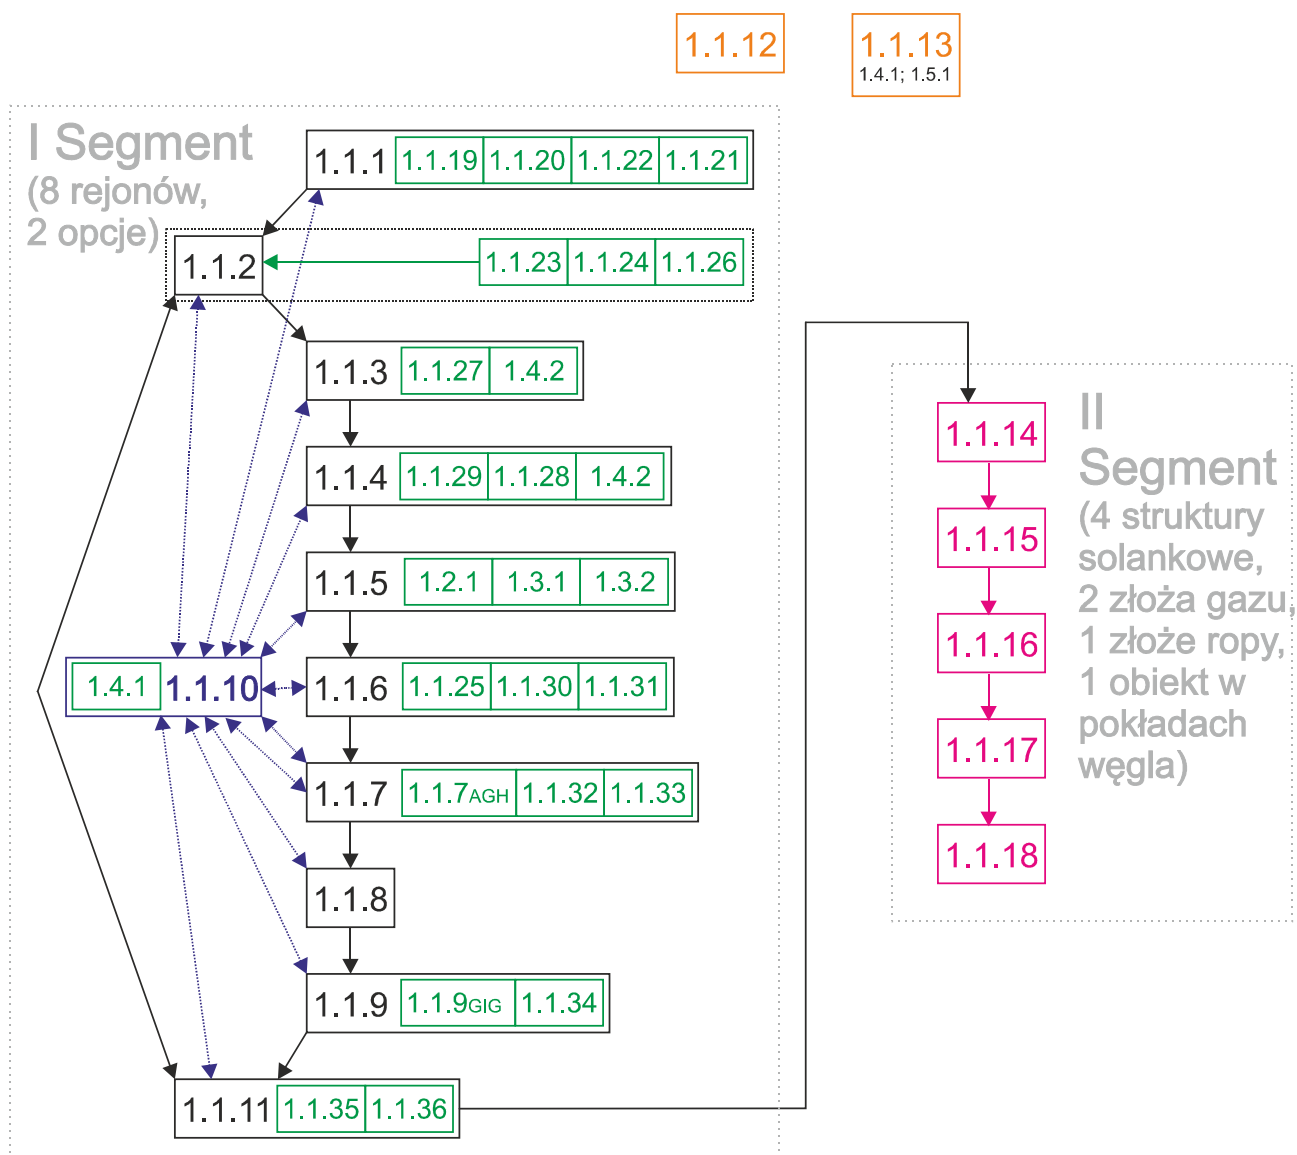 1.1.12
1.1.13
1.4.1; 1.5.1
I Segment
(8 rejonów,
2 opcje)
1.1.1 1.1.19 1.1.20 1.1.22 1.1.21
1.1.2 1.1.23 1.1.24 1.1.26
1.1.3 1.1.27 1.4.2
1.1.4 1.1.29 1.1.28 1.4.2
1.1.5 1.2.1 1.3.1 1.3.2
1.4.1 1.1.10
1.1.6 1.1.25 1.1.30 1.1.31
1.1.7 1.1.7AGH 1.1.32 1.1.33
1.1.8
1.1.9 1.1.9GIG 1.1.34
1.1.11 1.1.35 1.1.36
II
Segment
(4 struktury
solankowe,
2 złoża gazu,
1 złoże ropy,
1 obiekt w
pokładach
węgla)
1.1.14
1.1.15
1.1.16
1.1.17
1.1.18